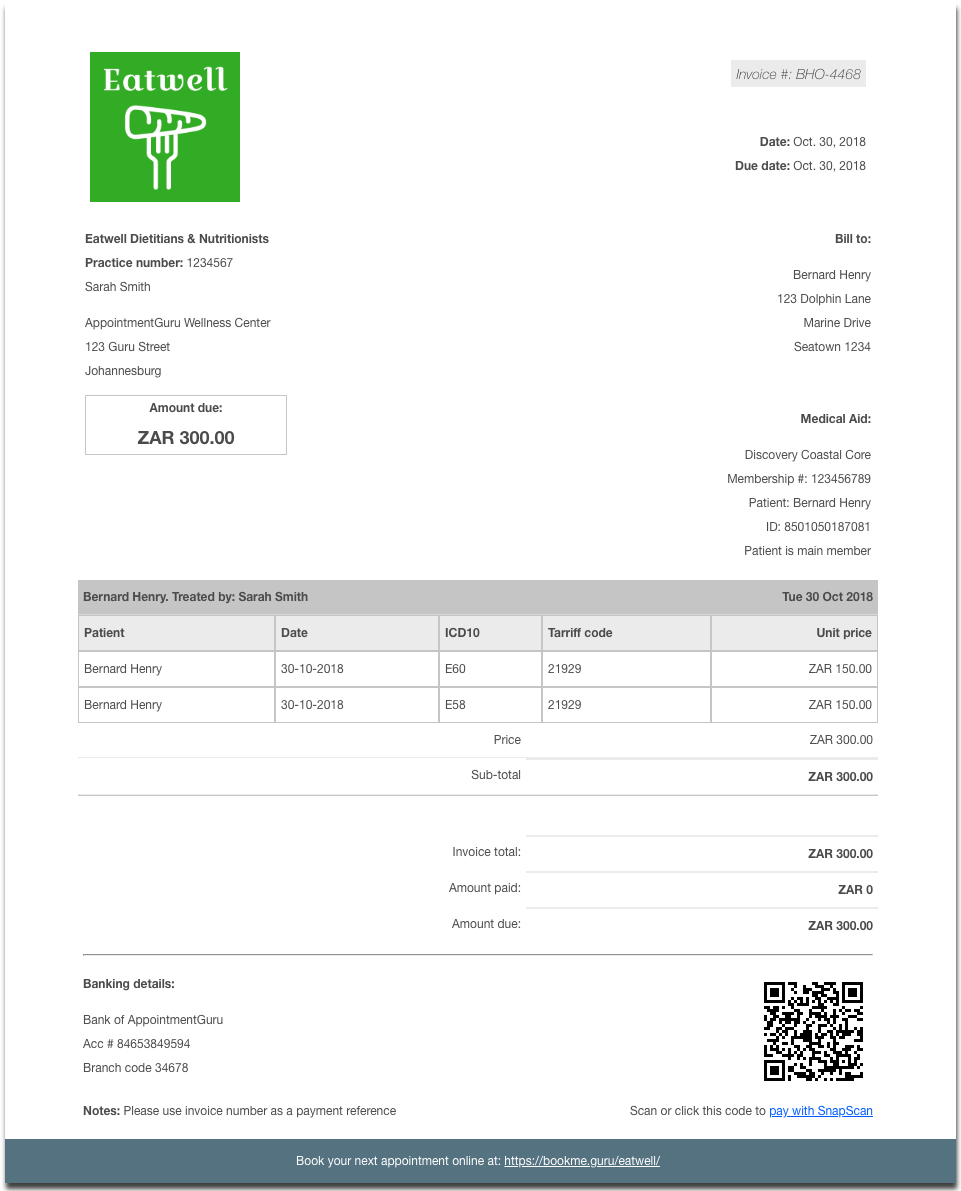 Eatwell
Invoice #: BHO-4468
Date: Oct. 30, 2018
Due date: Oct. 30, 2018
Eatwell Dietitians & Nutritionists
Practice number: 1234567
Sarah Smith
AppointmentGuru Wellness Center
123 Guru Street
Johannesburg
Amount due:
ZAR 300.00
Bill to:
Bernard Henry
123 Dolphin Lane
Marine Drive
Seatown 1234
Medical Aid:
Discovery Coastal Core
Membership #: 123456789
Patient: Bernard Henry
ID: 8501050187081
Patient is main member
Bernard Henry. Treated by: Sarah Smith Tue 30 Oct 2018
Patient Date ICD10 Tarriff code Unit price
Bernard Henry 30-10-2018 E60 21929 ZAR 150.00
Bernard Henry 30-10-2018 E58 21929 ZAR 150.00
Price ZAR 300.00
Sub-total ZAR 300.00
Invoice total: ZAR 300.00
Amount paid: ZAR 0
Amount due: ZAR 300.00
Banking details:
Bank of AppointmentGuru
Acc # 84653849594
Branch code 34678
Notes: Please use invoice number as a payment reference
Scan or click this code to pay with SnapScan
Book your next appointment online at: https://bookme.guru/eatwell/